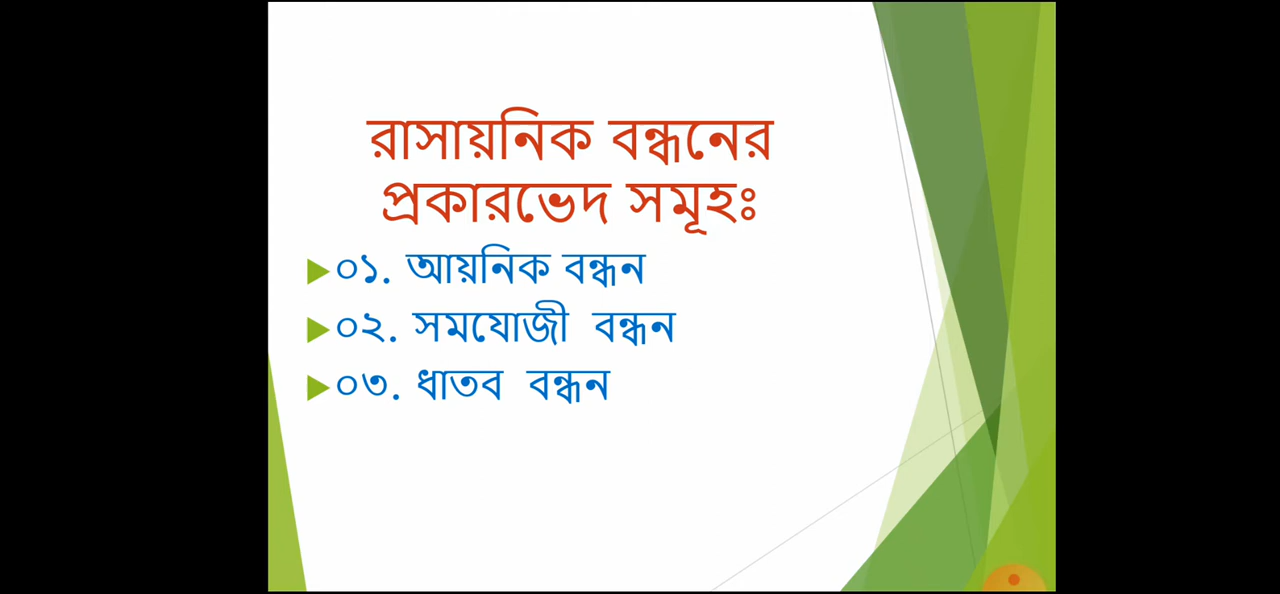 রাসায়নিক বন্ধনের
প্রকারভেদ সমূহঃ
০১. আয়নিক বন্ধন
০২. সমযোজী বন্ধন
০৩. ধাতব বন্ধন